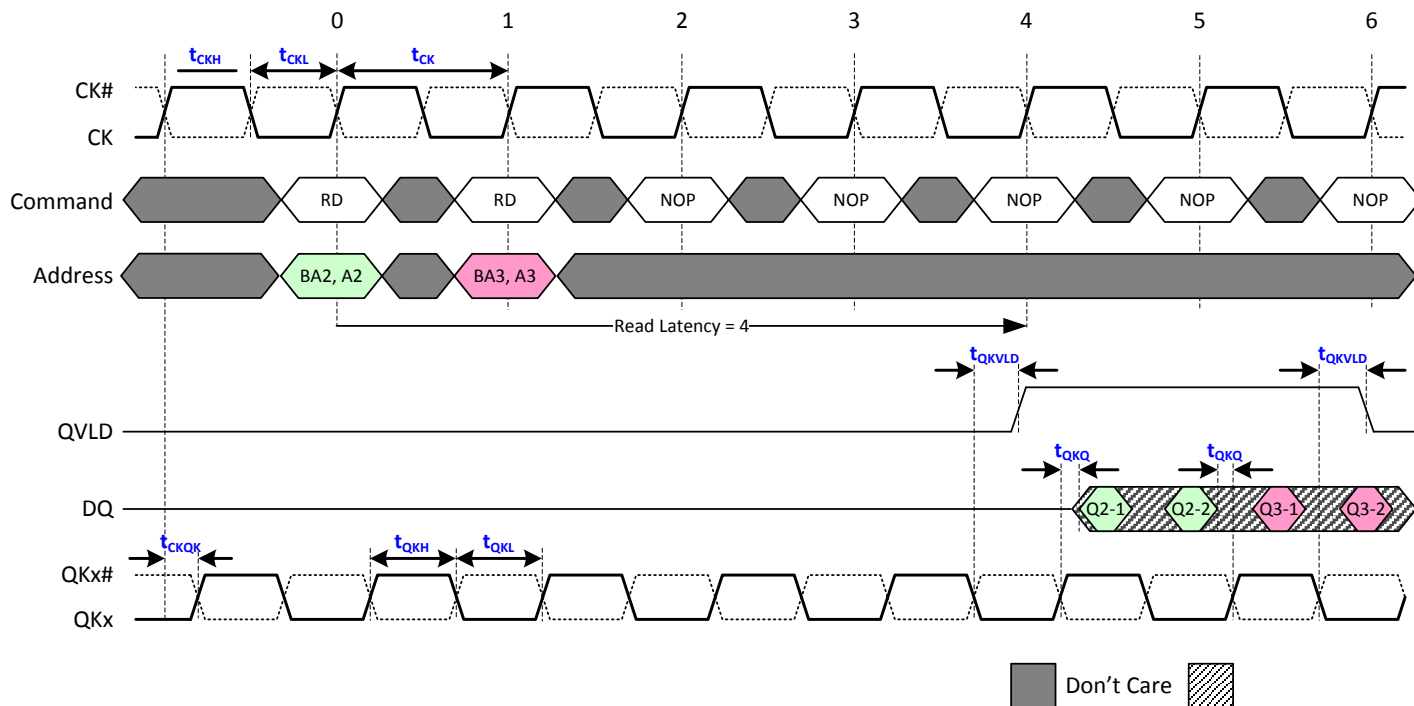 0 1 2 3 4 5 6
tCKH tCKL tCK
CK#
CK
Command RD RD NOP NOP NOP NOP NOP
Address BA2, A2 BA3, A3
Read Latency = 4
tQKVLD tQKVLD
QVLD
tQKQ tQKQ
DQ Q2-1 Q2-2 Q3-1 Q3-2
tCKQK tQKH tQKL
QKx#
QKx
Don’t Care